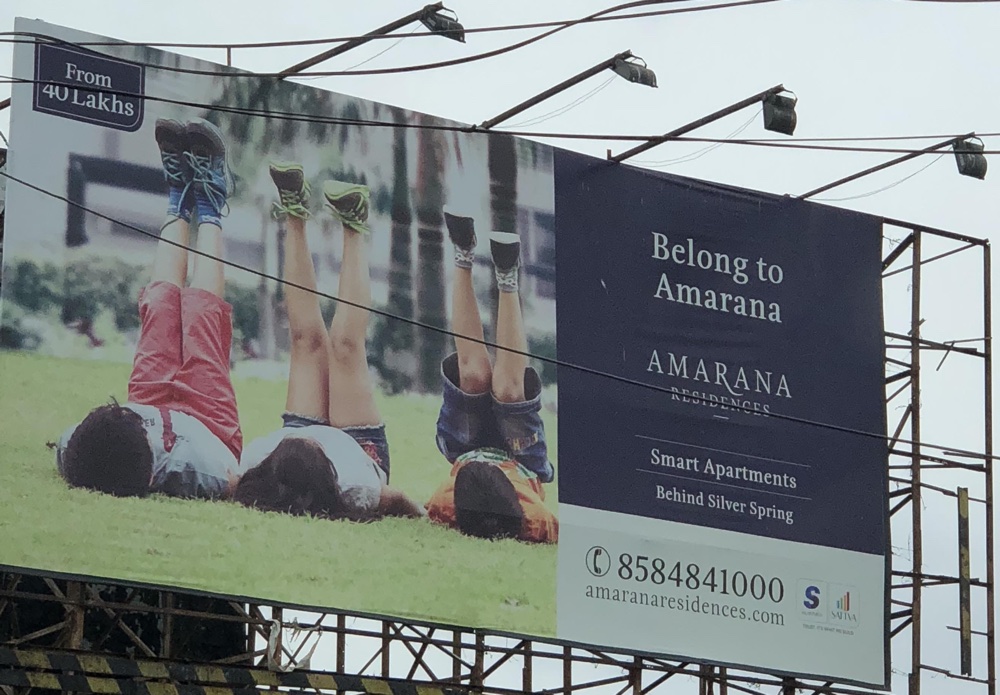 From
40 Lakhs
Belong to
Amarana
AMARANA
RESIDENCES
Smart Apartments
Behind Silver Spring
8584841000
amaranaresidences.com
S